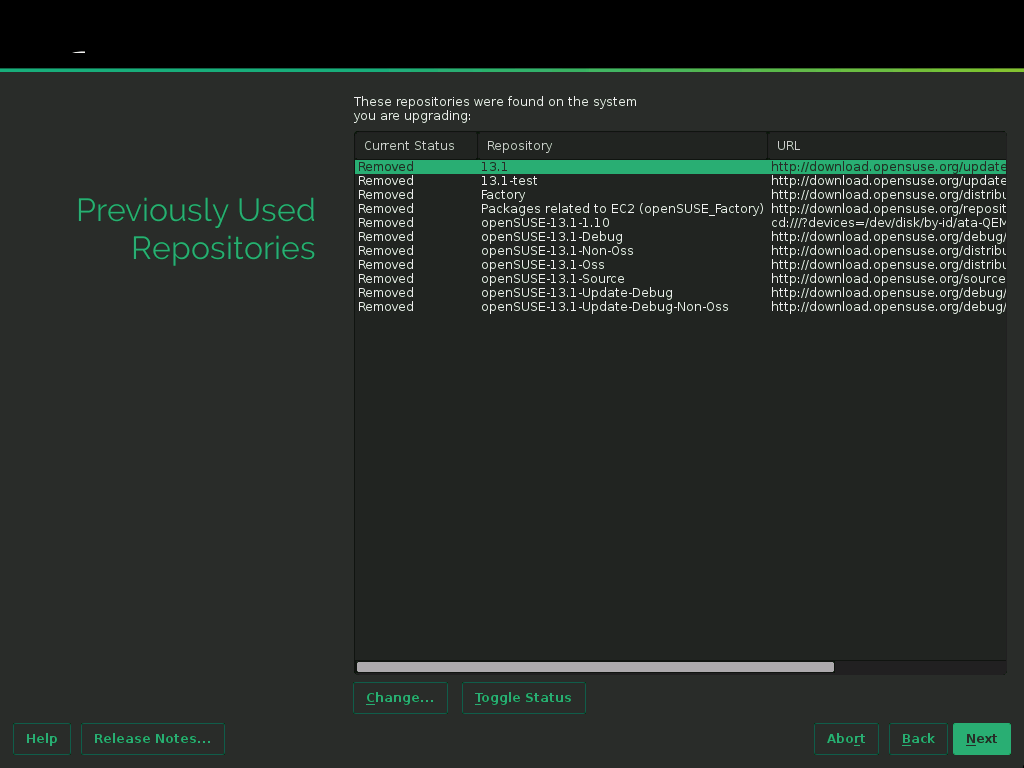 These repositories were found on the system
you are upgrading:
Previously Used
Repositories
Current Status Repository URL
Removed 13.1 http://download.opensuse.org/update
Removed 13.1-test http://download.opensuse.org/update
Removed Factory http://download.opensuse.org/distribu
Removed Packages related to EC2 (openSUSE_Factory) http://download.opensuse.org/reposit
Removed openSUSE-13.1-1.10 cd:///?devices=/dev/disk/by-id/ata-QEM
Removed openSUSE-13.1-Debug http://download.opensuse.org/debug/
Removed openSUSE-13.1-Non-Oss http://download.opensuse.org/distribu
Removed openSUSE-13.1-Oss http://download.opensuse.org/distribu
Removed openSUSE-13.1-Source http://download.opensuse.org/source
Removed openSUSE-13.1-Update-Debug http://download.opensuse.org/debug/
Removed openSUSE-13.1-Update-Debug-Non-Oss http://download.opensuse.org/debug/
Change... Toggle Status
Help Release Notes... Abort Back Next